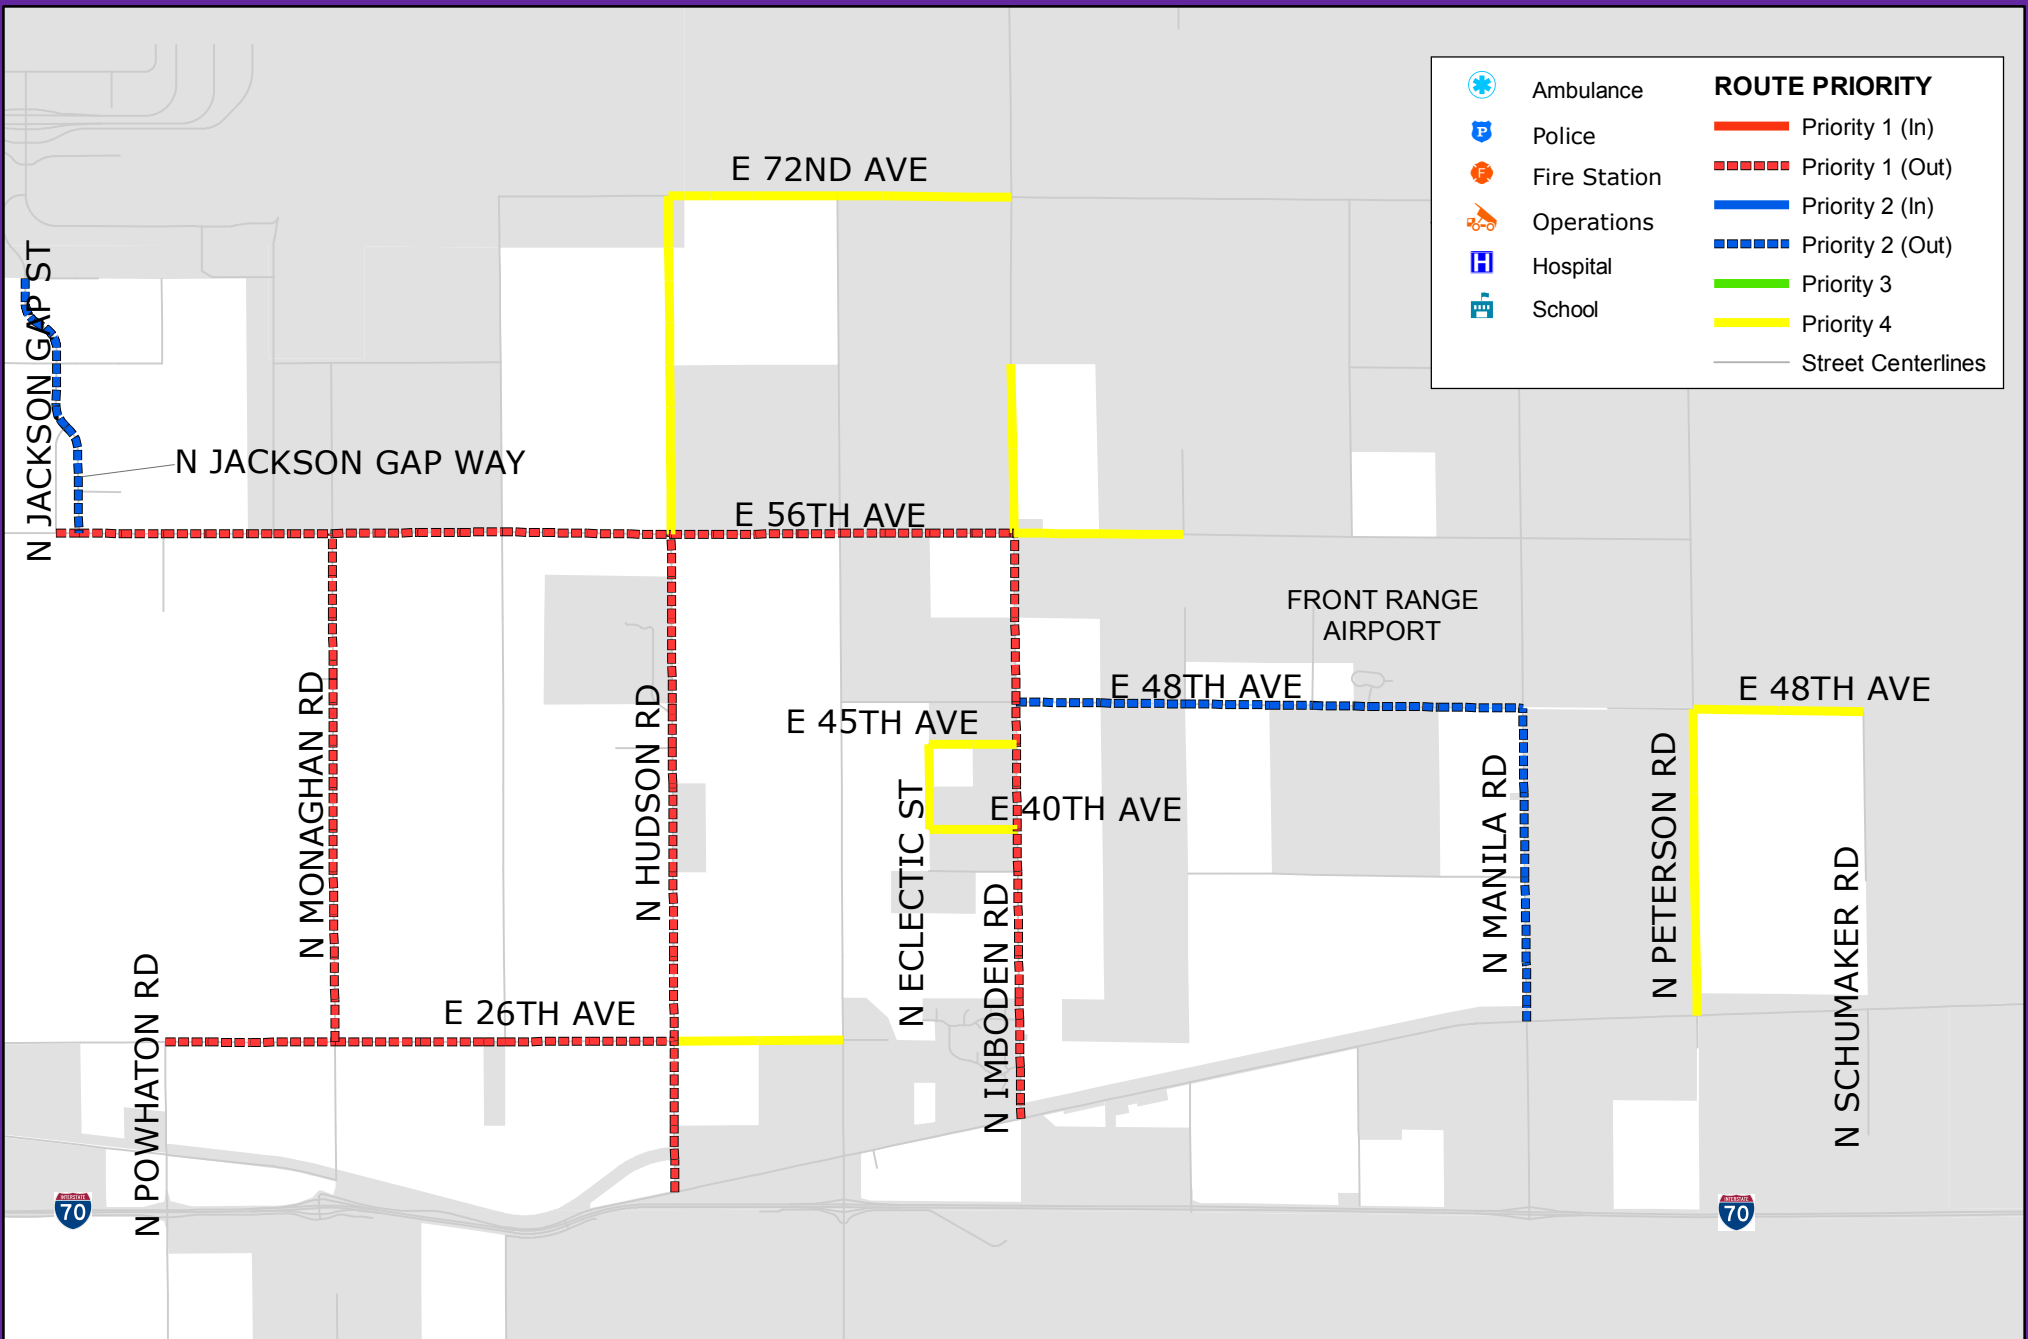 Ambulance
Police
Fire Station
Operations
Hospital
School
ROUTE PRIORITY
Priority 1 (In)
Priority 1 (Out)
Priority 2 (In)
Priority 2 (Out)
Priority 3
Priority 4
Street Centerlines
P
F
H
E 72ND AVE
N JACKSON GAP ST
N JACKSON GAP WAY
E 56TH AVE
FRONT RANGE
AIRPORT
E 48TH AVE
E 48TH AVE
E 45TH AVE
E 40TH AVE
N MONAGHAN RD
N HUDSON RD
N ECLECTIC ST
N IMBODEN RD
N MANILA RD
N PETERSON RD
N SCHUMAKER RD
E 26TH AVE
N POWHATON RD
INTERSTATE
70
INTERSTATE
70